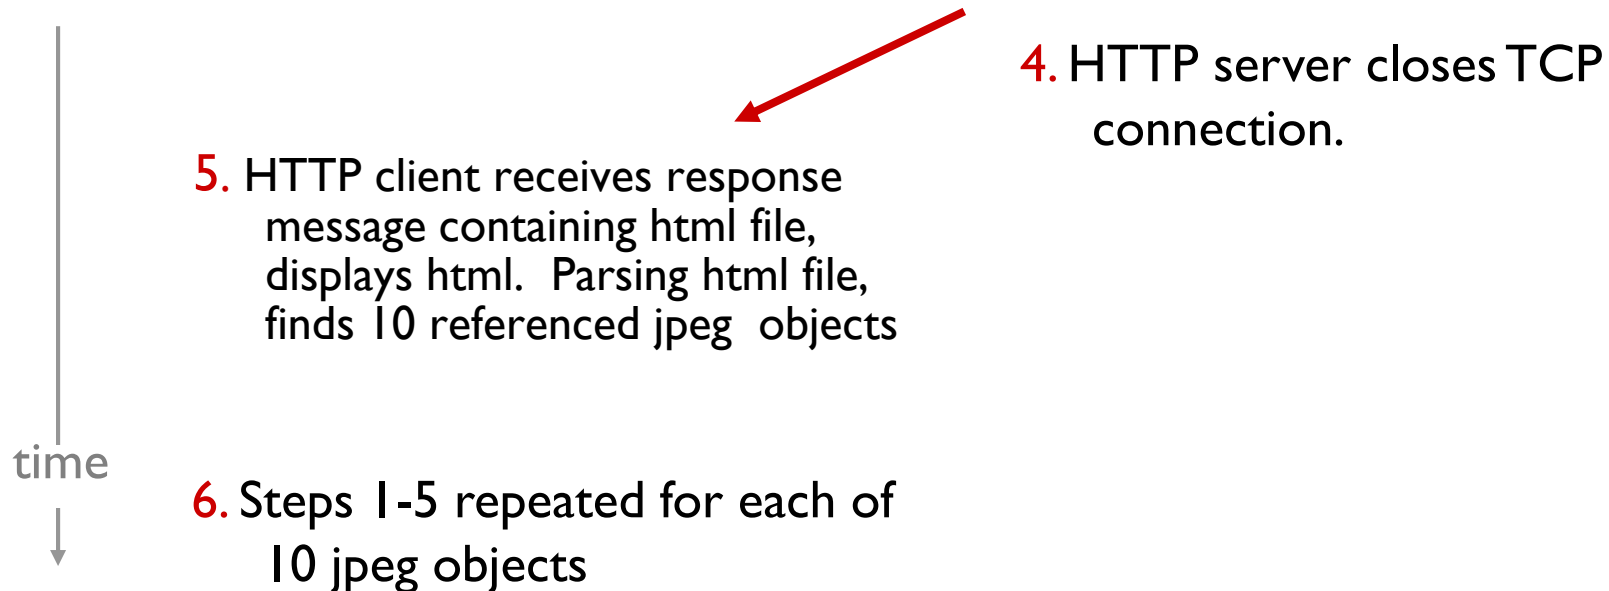 4. HTTP server closes TCP
connection.
5. HTTP client receives response
message containing html file,
displays html.  Parsing html file,
finds 10 referenced jpeg  objects
time
6. Steps 1-5 repeated for each of
10 jpeg objects